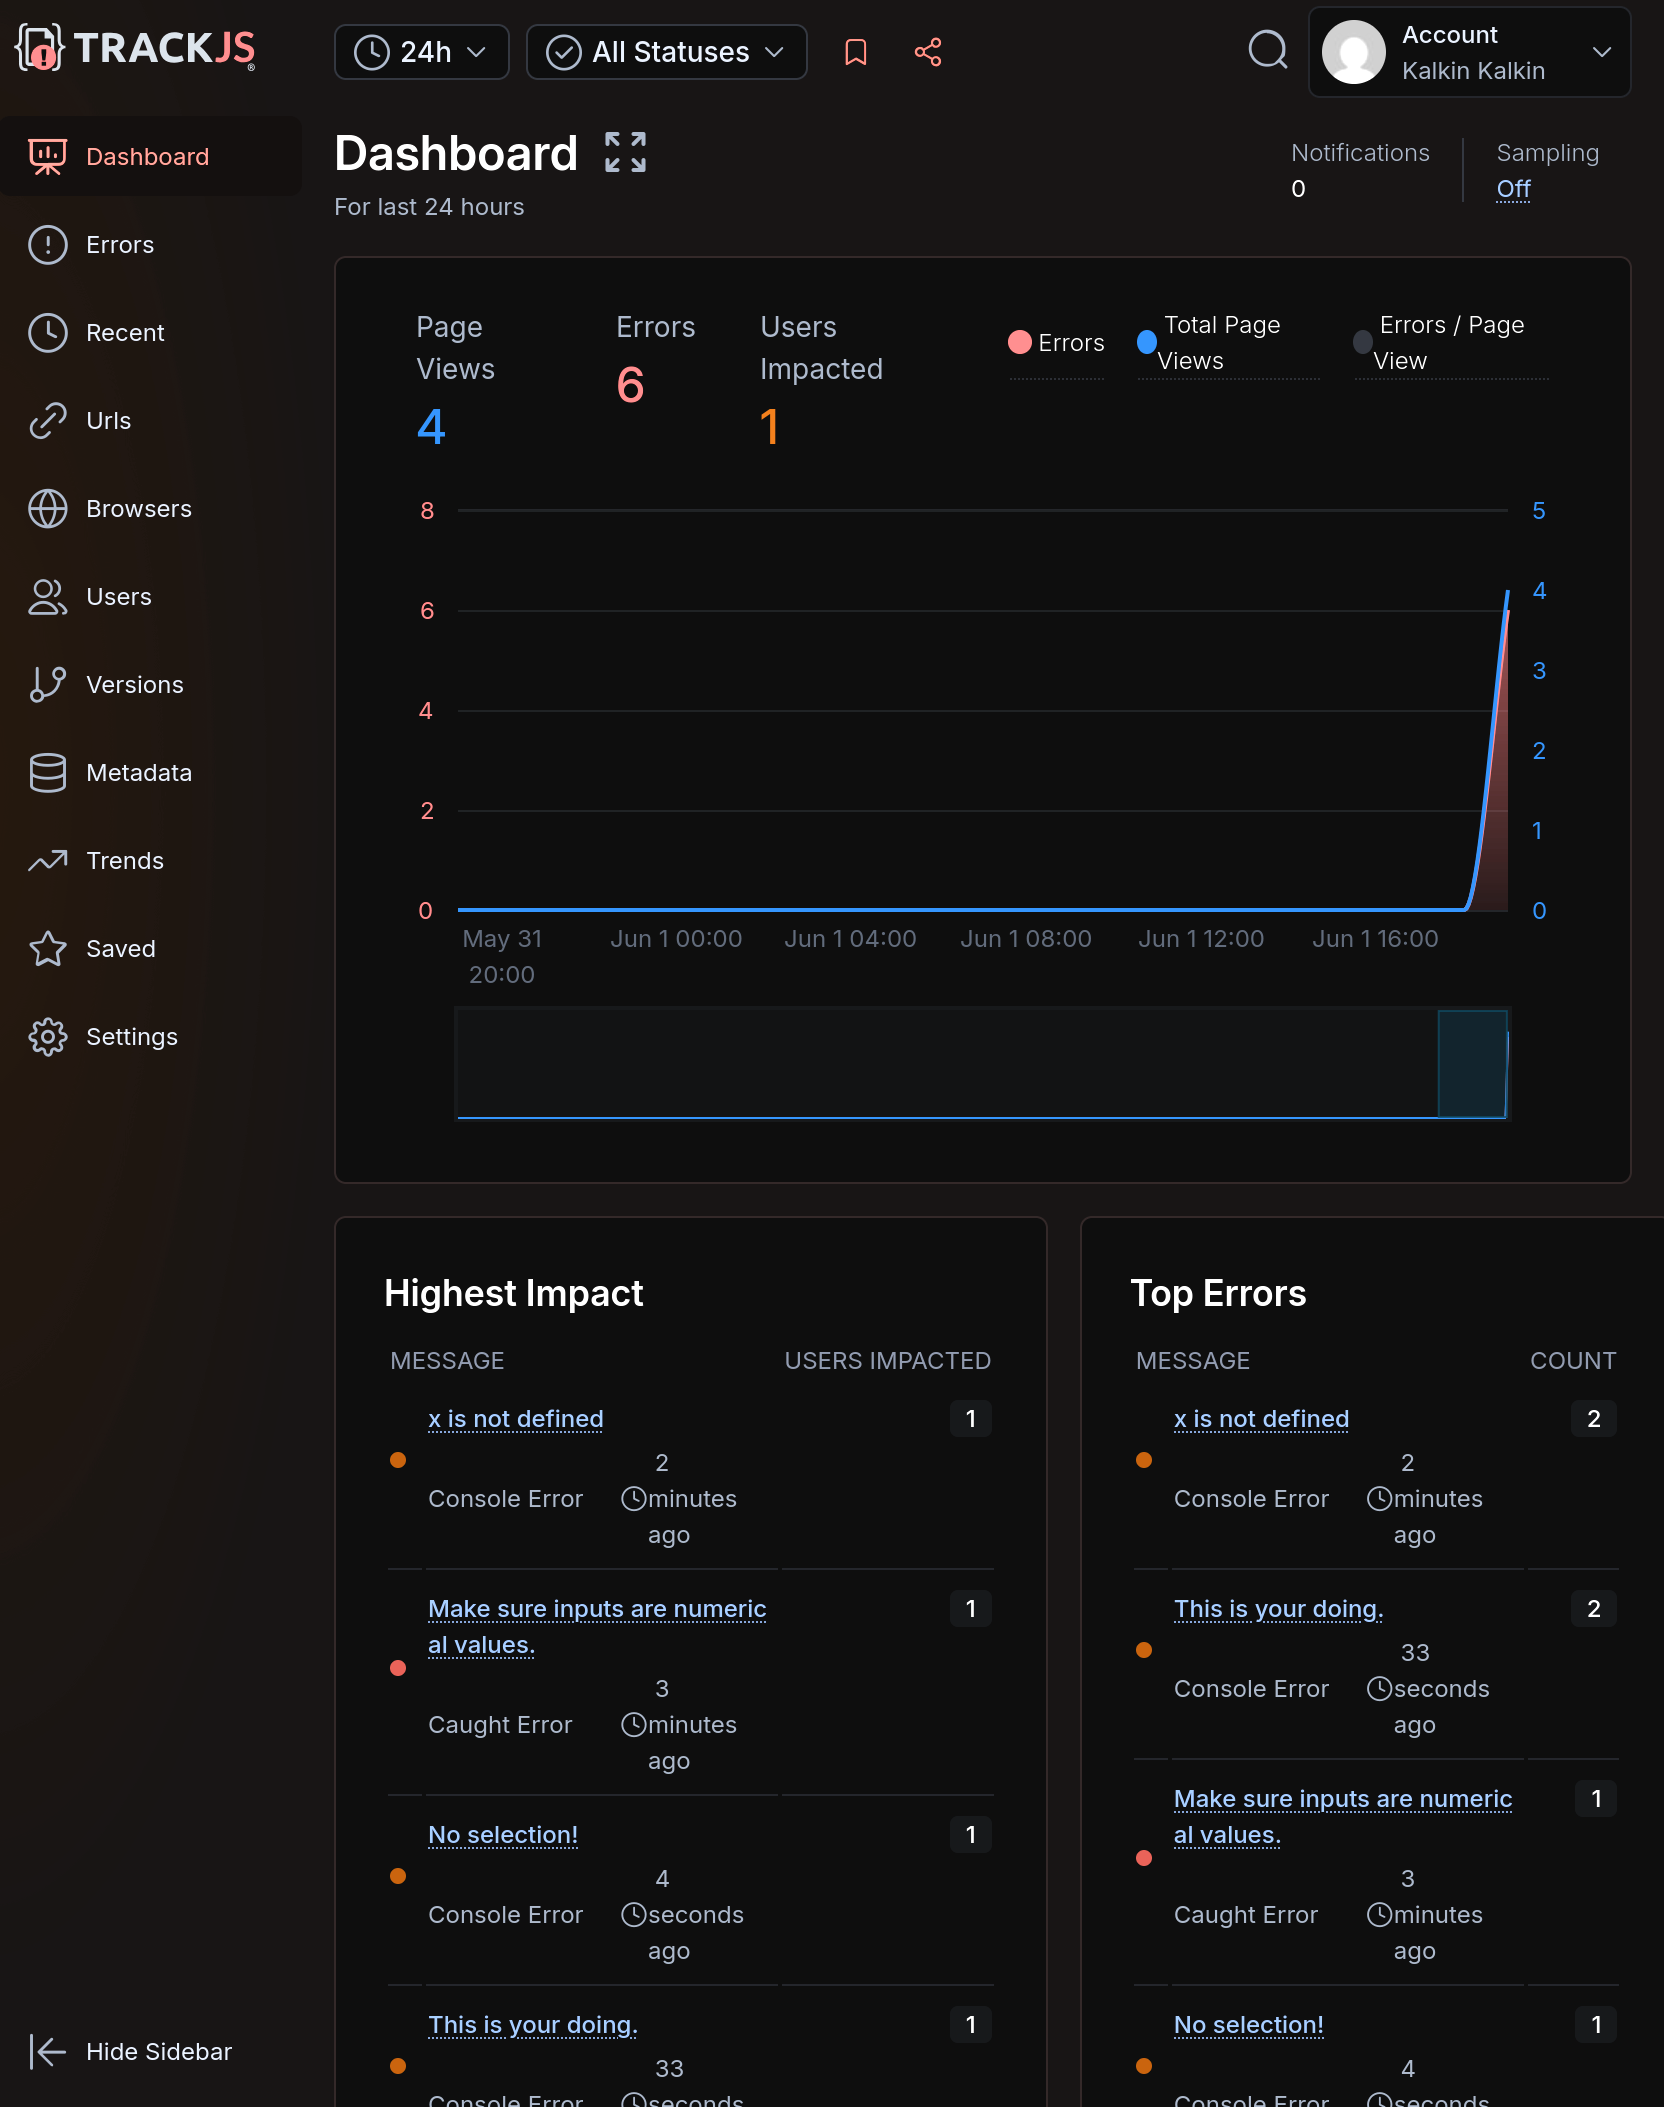 TRACKJS®
24h
All Statuses
Account
Kalkin Kalkin
Dashboard
Errors
Recent
Urls
Browsers
Users
Versions
Metadata
Trends
Saved
Settings
Hide Sidebar
Dashboard
For last 24 hours
Notifications
0
Sampling
Off
Page
Views
4
Errors
6
Users
Impacted
1
Errors
Total Page
Views
Errors / Page
View
8
6
4
2
0
5
4
3
2
1
0
May 31
20:00
Jun 1 00:00
Jun 1 04:00
Jun 1 08:00
Jun 1 12:00
Jun 1 16:00
Highest Impact
MESSAGE
USERS IMPACTED
x is not defined
1
Console Error
2
minutes
ago
Make sure inputs are numeric
al values.
1
Caught Error
3
minutes
ago
No selection!
1
Console Error
4
seconds
ago
This is your doing.
1
Console Error
33
seconds
Top Errors
MESSAGE
COUNT
x is not defined
2
Console Error
2
minutes
ago
This is your doing.
2
Console Error
33
seconds
ago
Make sure inputs are numeric
al values.
1
Caught Error
3
minutes
ago
No selection!
1
Console Error
4
seconds